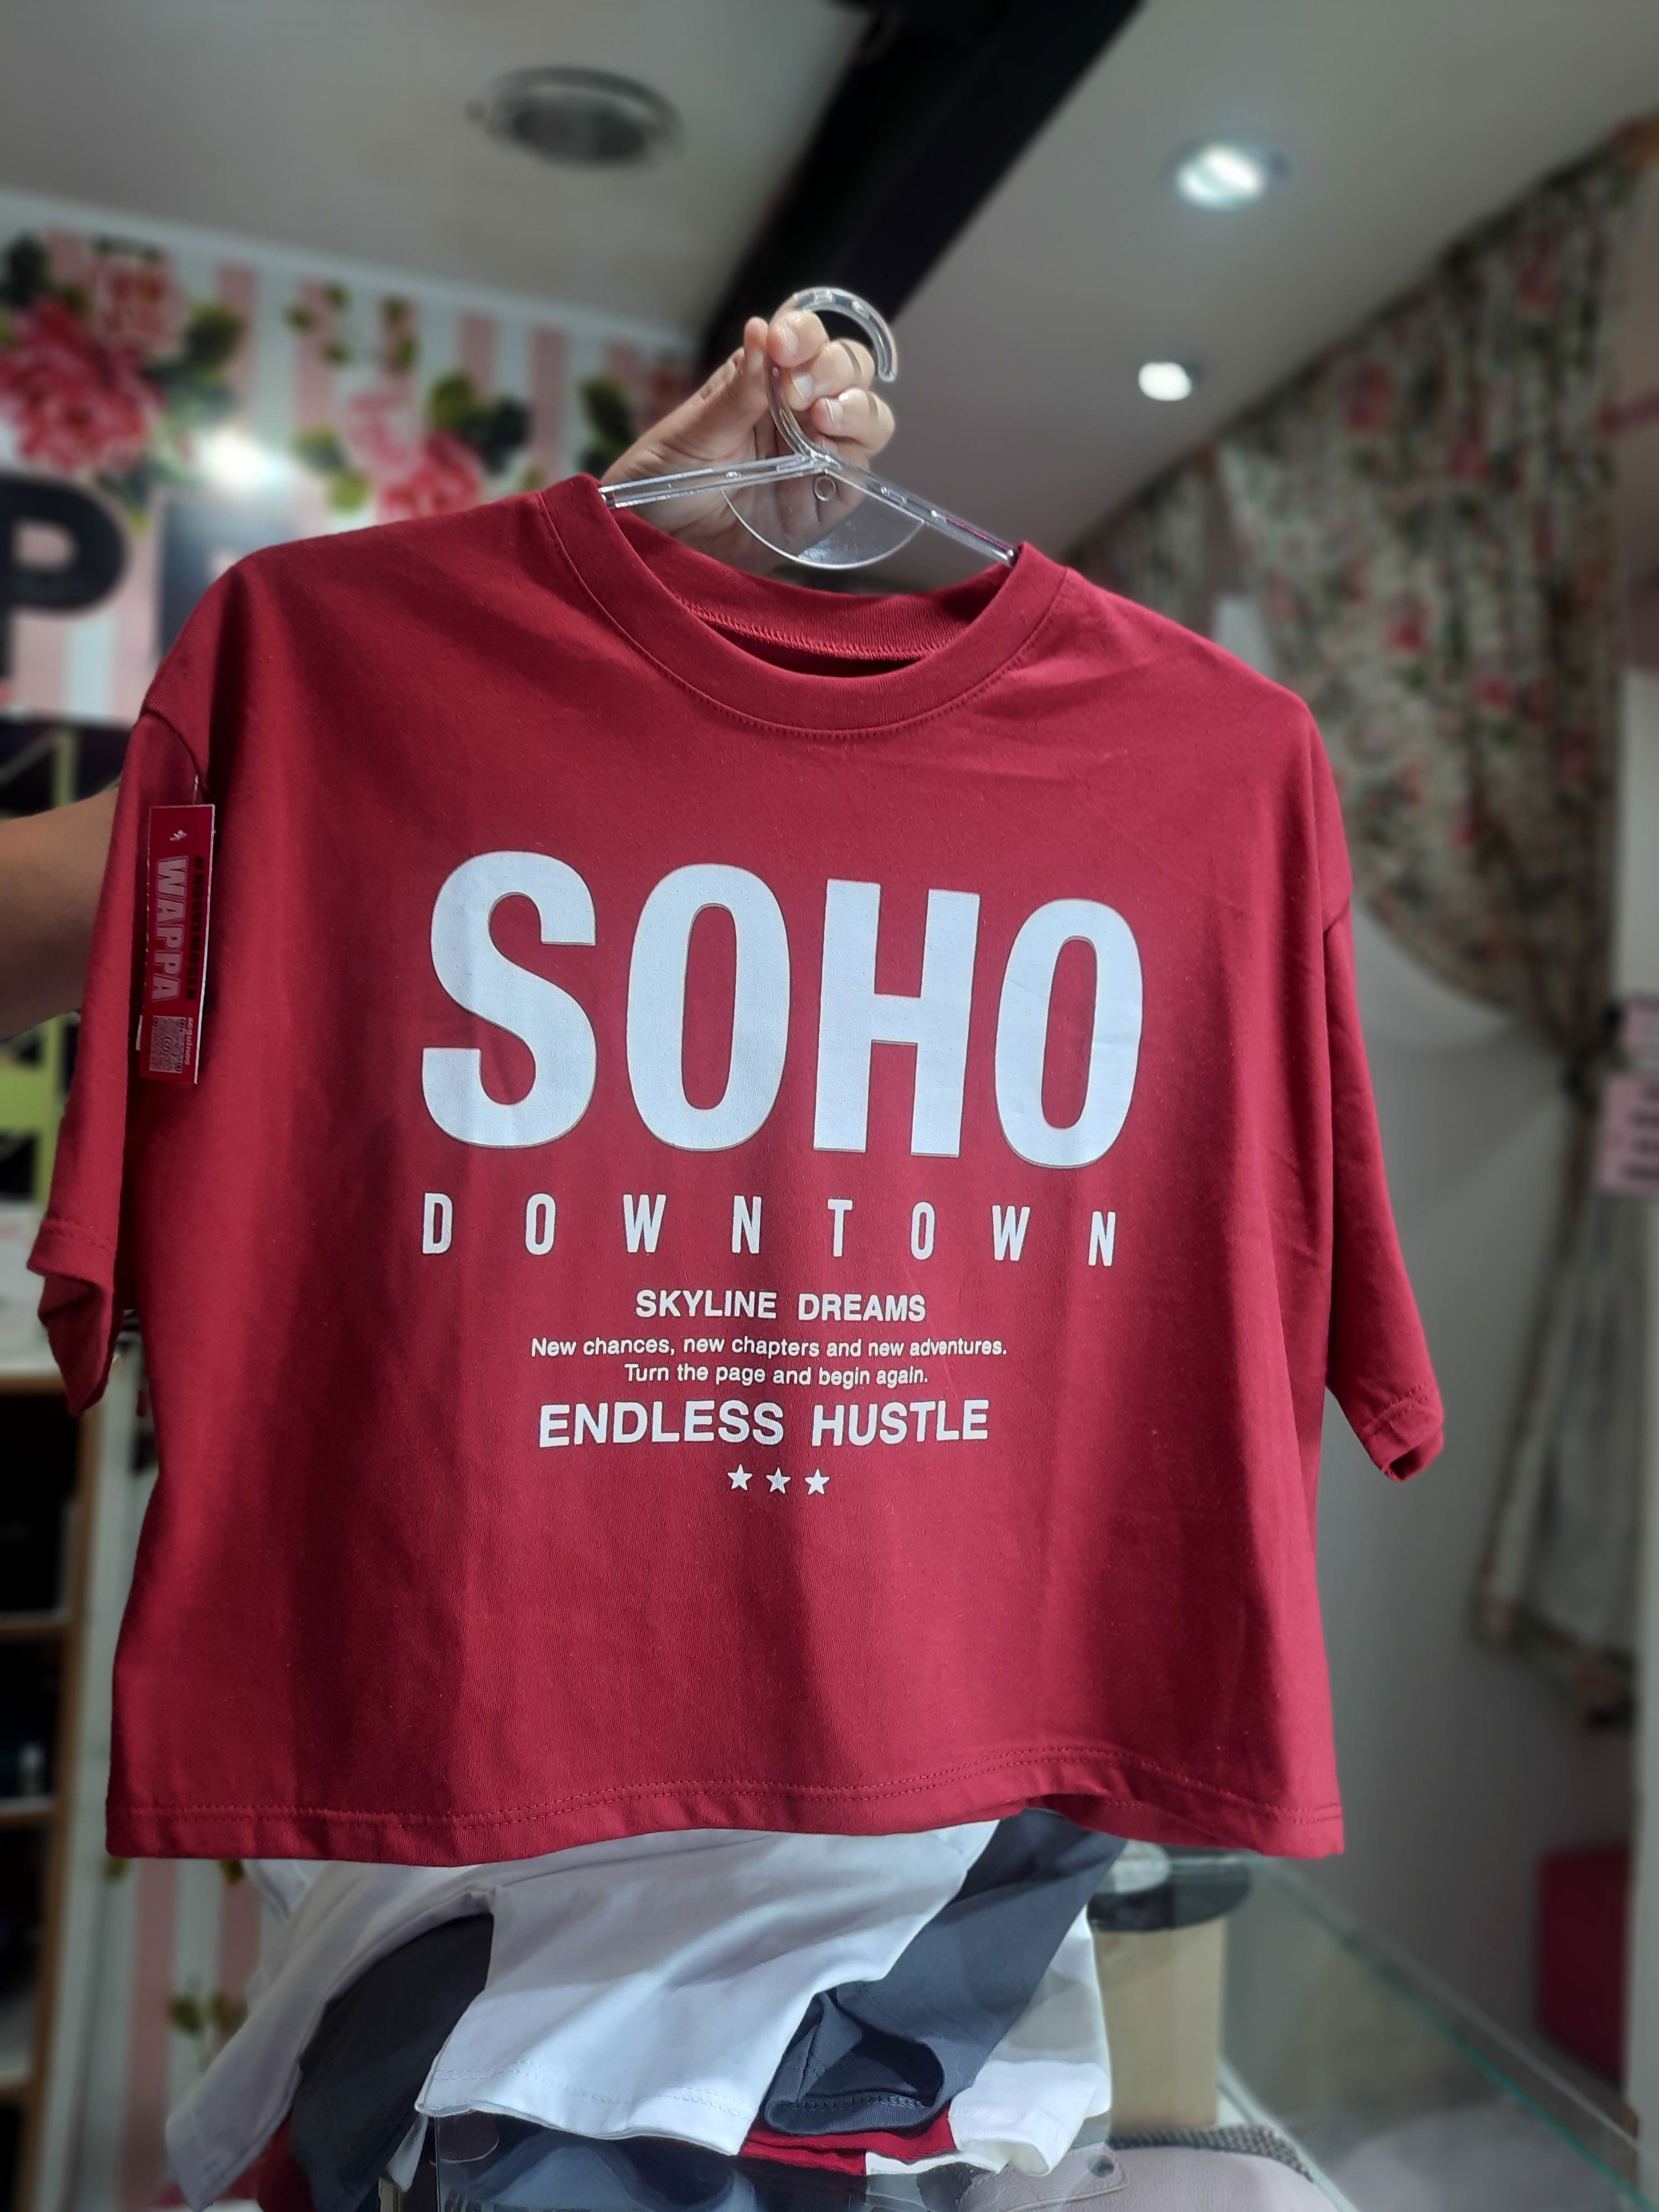 SOHO
DOWNTOWN
SKYLINE DREAMS
New chances, new chapters and new adventures.
Turn the page and begin again.
ENDLESS HUSTLE
WAPPA
seguinos